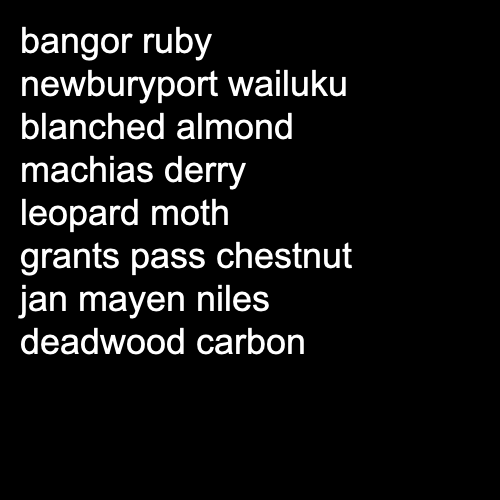 bangor ruby
newburyport wailuku
blanched almond
machias derry
leopard moth
grants pass chestnut
jan mayen niles
deadwood carbon